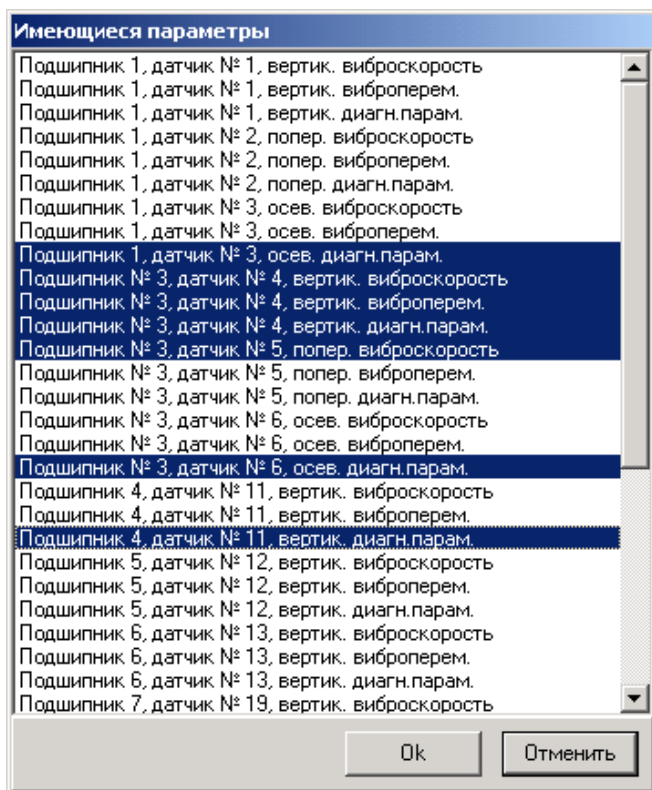 Имеющиеся параметры
Подшипник 1, датчик № 1, вертик. виброскорость
Подшипник 1, датчик № 1, вертик. виброперем.
Подшипник 1, датчик № 1, вертик. диагн.парам.
Подшипник 1, датчик № 2, попер. виброскорость
Подшипник 1, датчик № 2, попер. виброперем.
Подшипник 1, датчик № 2, попер. диагн.парам.
Подшипник 1, датчик № 3, осев. виброскорость
Подшипник 1, датчик № 3, осев. виброперем.
Подшипник 1, датчик № 3, осев. диагн.парам.
Подшипник № 3, датчик № 4, вертик. виброскорость
Подшипник № 3, датчик № 4, вертик. виброперем.
Подшипник № 3, датчик № 4, вертик. диагн.парам.
Подшипник № 3, датчик № 5, попер. виброскорость
Подшипник № 3, датчик № 5, попер. виброперем.
Подшипник № 3, датчик № 5, попер. диагн.парам.
Подшипник № 3, датчик № 6, осев. виброскорость
Подшипник № 3, датчик № 6, осев. виброперем.
Подшипник № 3, датчик № 6, осев. диагн.парам.
Подшипник 4, датчик № 11, вертик. виброскорость
Подшипник 4, датчик № 11, вертик. виброперем.
Подшипник 4, датчик № 11, вертик. диагн.парам.
Подшипник 5, датчик № 12, вертик. виброскорость
Подшипник 5, датчик № 12, вертик. виброперем.
Подшипник 5, датчик № 12, вертик. диагн.парам.
Подшипник 6, датчик № 13, вертик. виброскорость
Подшипник 6, датчик № 13, вертик. виброперем.
Подшипник 6, датчик № 13, вертик. диагн.парам.
Подшипник 7, датчик № 19, вертик. виброскорость
Ok Отменить